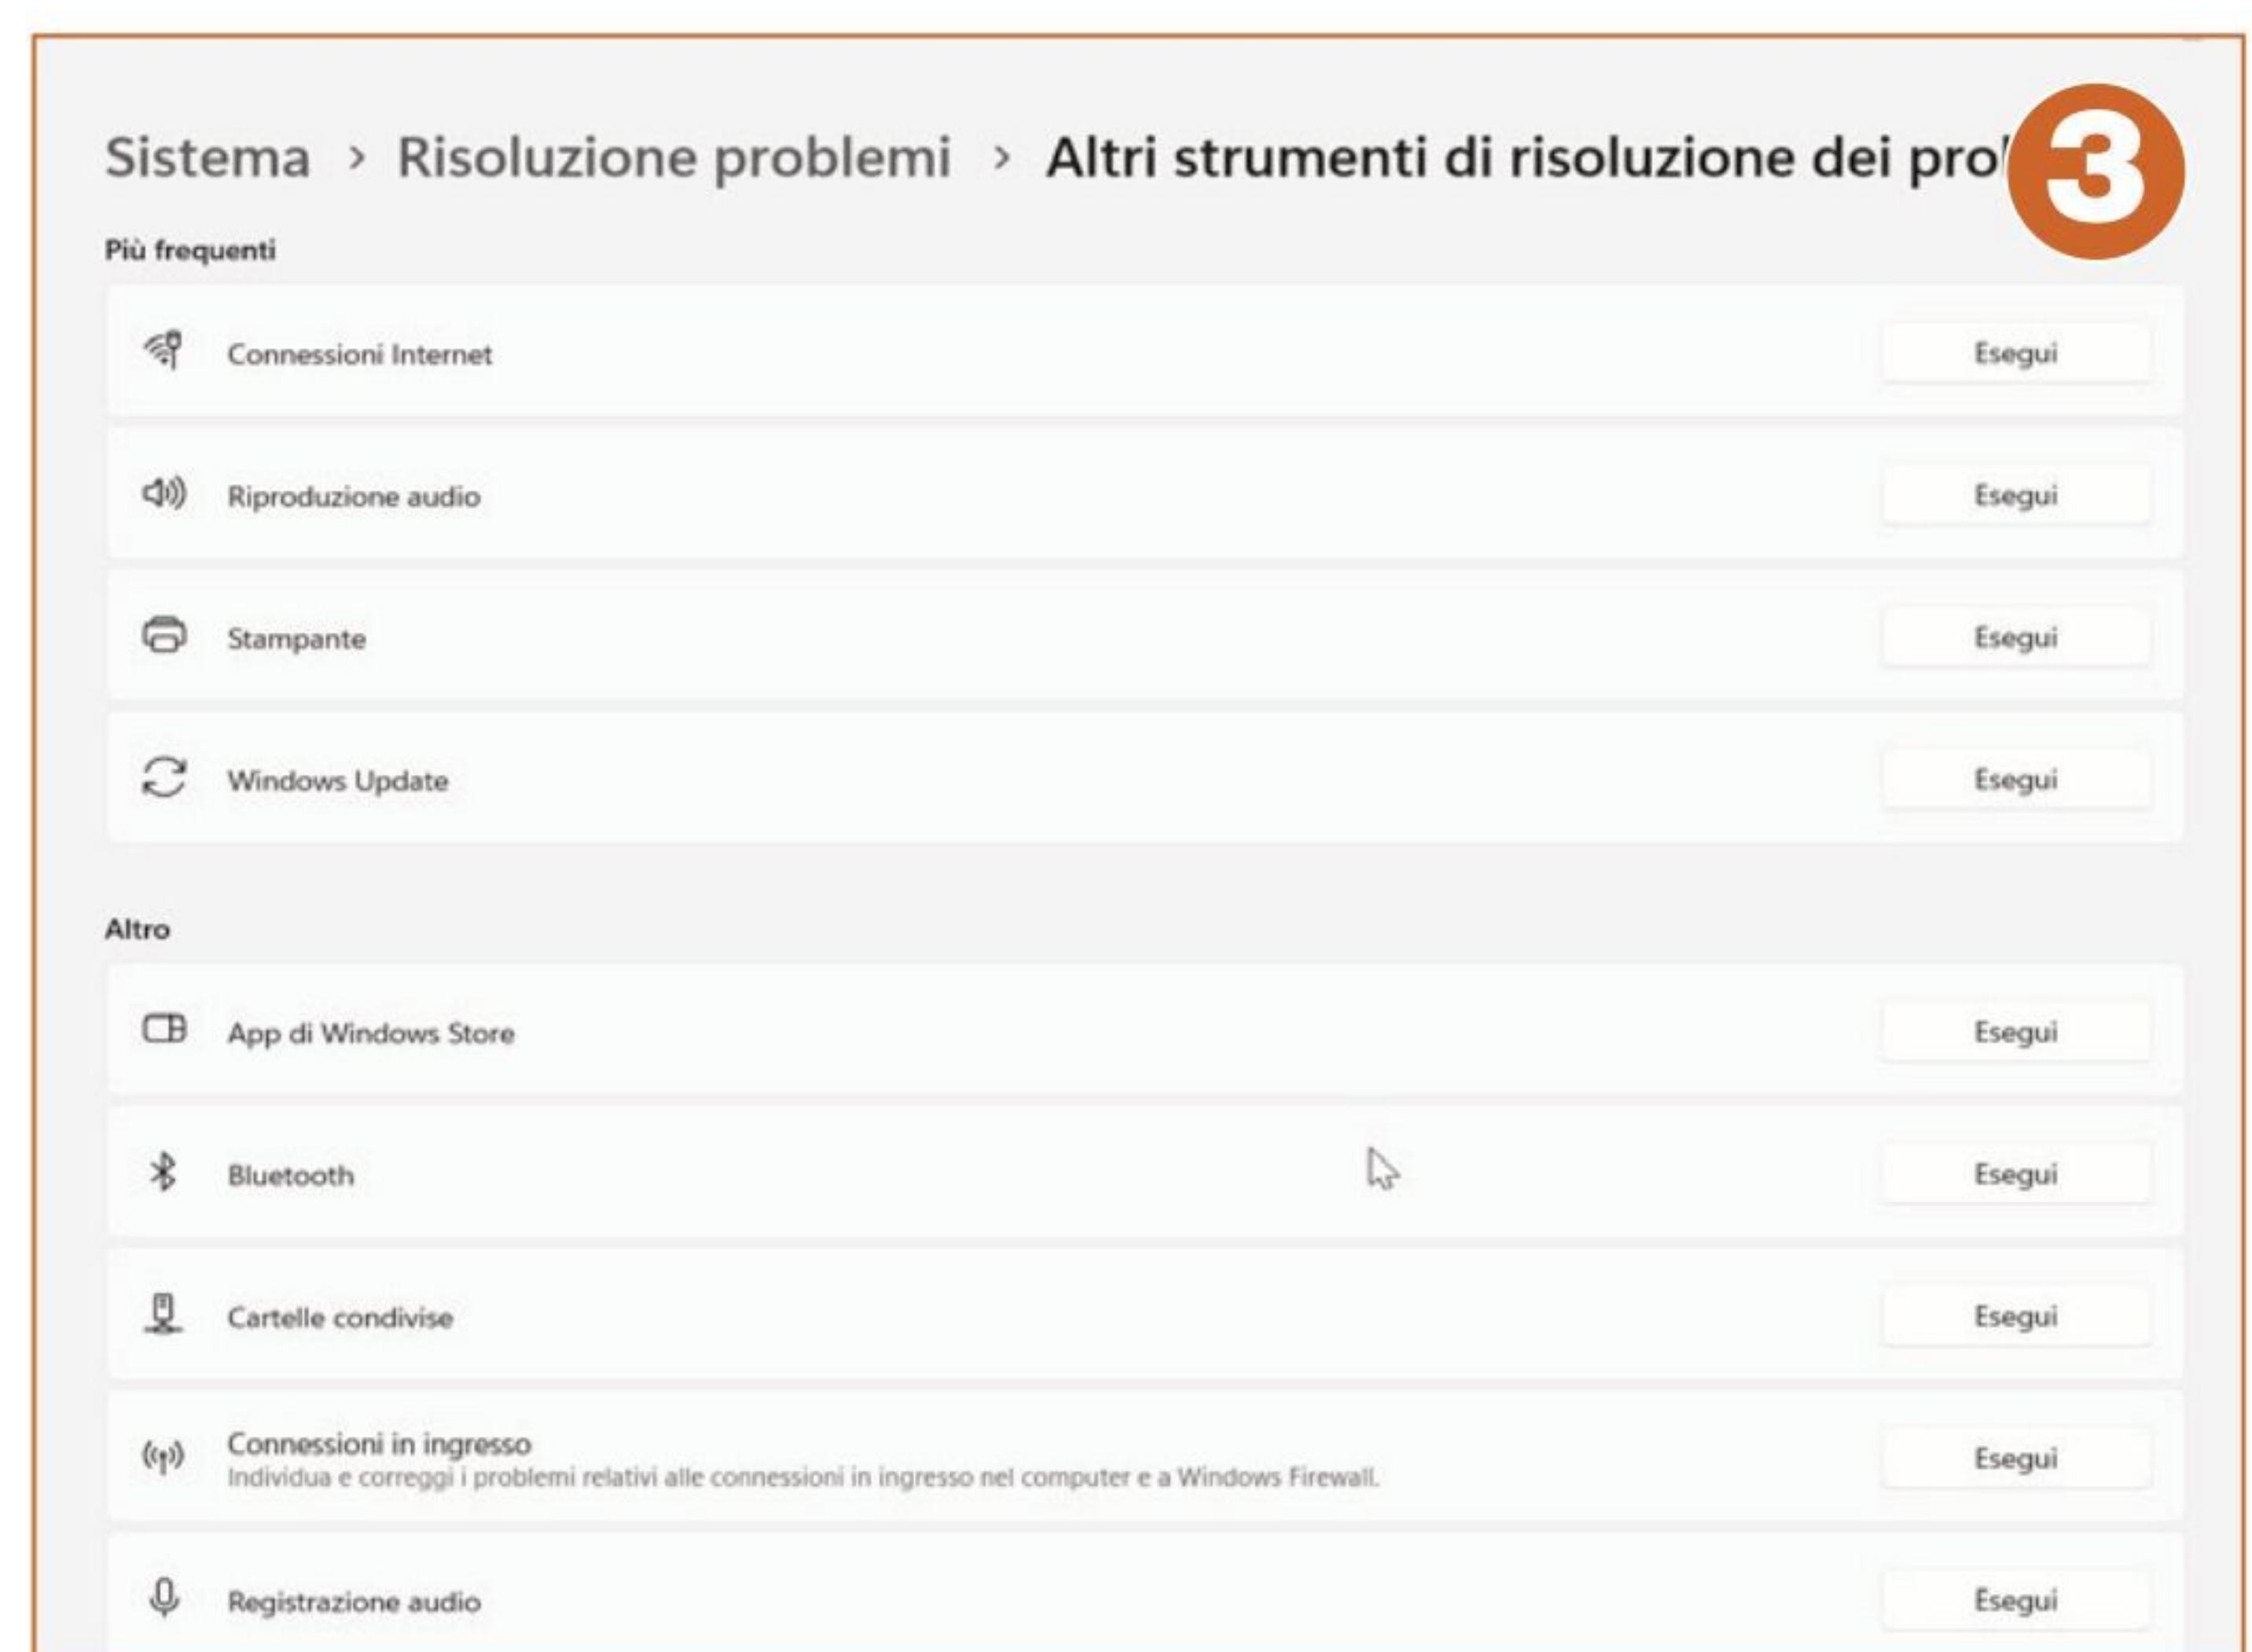 Sistema > Risoluzione problemi > Altri strumenti di risoluzione dei
3
Più frequenti
Connessioni Internet Esegui
Riproduzione audio Esegui
Stampante Esegui
Windows Update Esegui
Altro
App di Windows Store Esegui
Bluetooth Esegui
Cartelle condivise Esegui
Connessioni in ingresso
Individua e correggi i problemi relativi alle connessioni in ingresso nel computer e a Windows Firewall.
Esegui
Registrazione audio Esegui